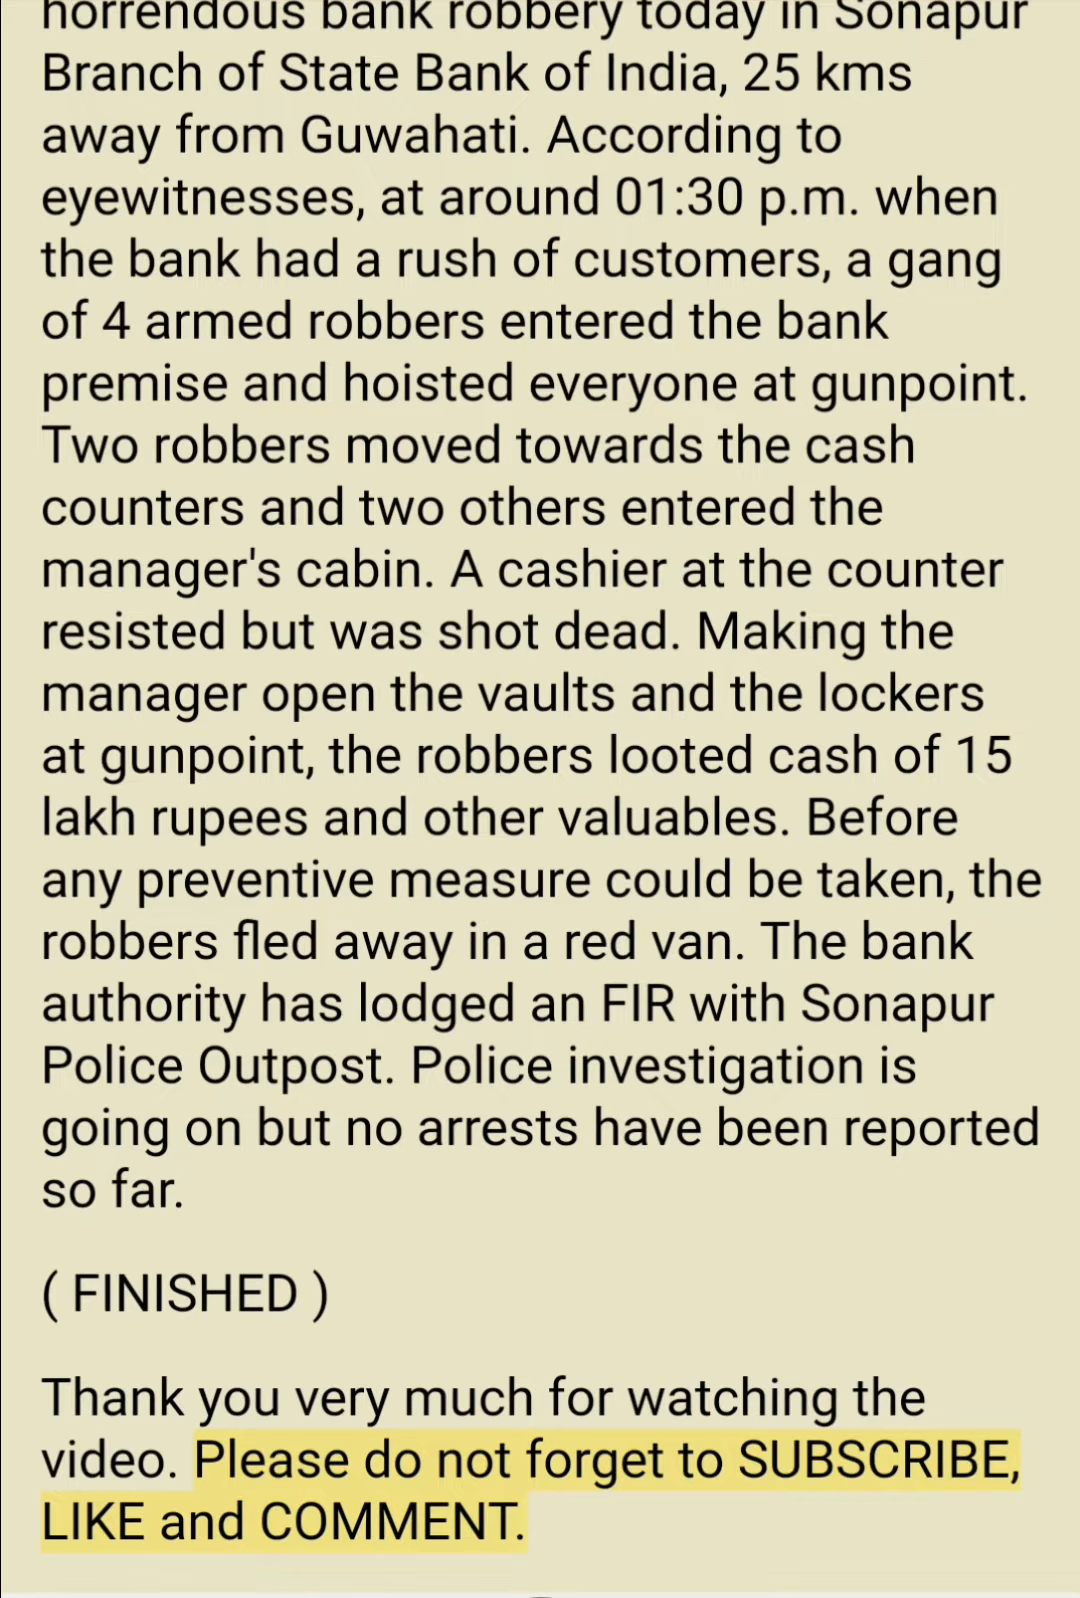 horrendous bank robbery today in Sonapur
Branch of State Bank of India, 25 kms
away from Guwahati. According to
eyewitnesses, at around 01:30 p.m. when
the bank had a rush of customers, a gang
of 4 armed robbers entered the bank
premise and hoisted everyone at gunpoint.
Two robbers moved towards the cash
counters and two others entered the
manager's cabin. A cashier at the counter
resisted but was shot dead. Making the
manager open the vaults and the lockers
at gunpoint, the robbers looted cash of 15
lakh rupees and other valuables. Before
any preventive measure could be taken, the
robbers fled away in a red van. The bank
authority has lodged an FIR with Sonapur
Police Outpost. Police investigation is
going on but no arrests have been reported
so far.
( FINISHED )
Thank you very much for watching the
video. Please do not forget to SUBSCRIBE,
LIKE and COMMENT.